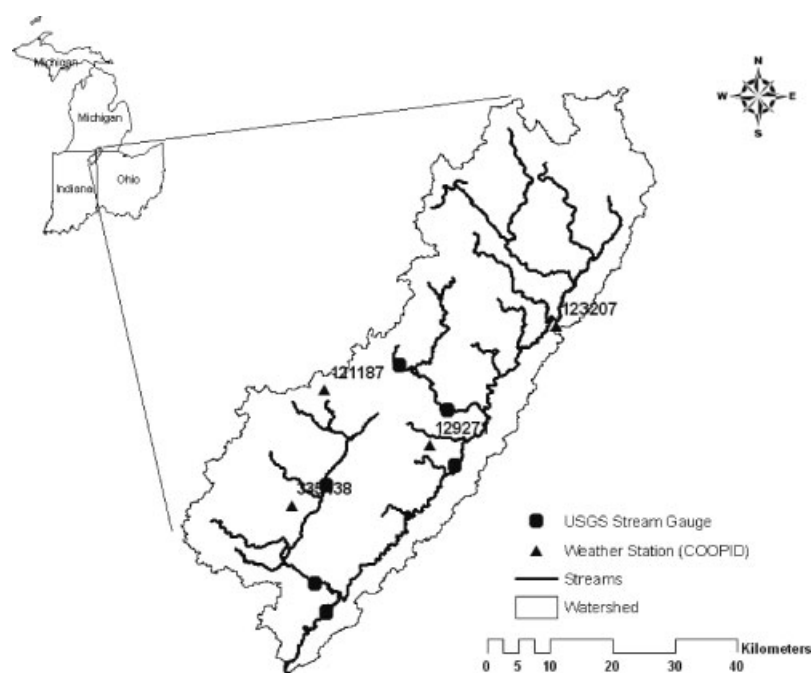 Michigan
Michigan
Indiana
Ohio
N
W
E
S
123207
121187
129271
USGS Stream Gauge
Weather Station (COOPID)
Streams
Watershed
Kilometers
0 5 10 20 30 40